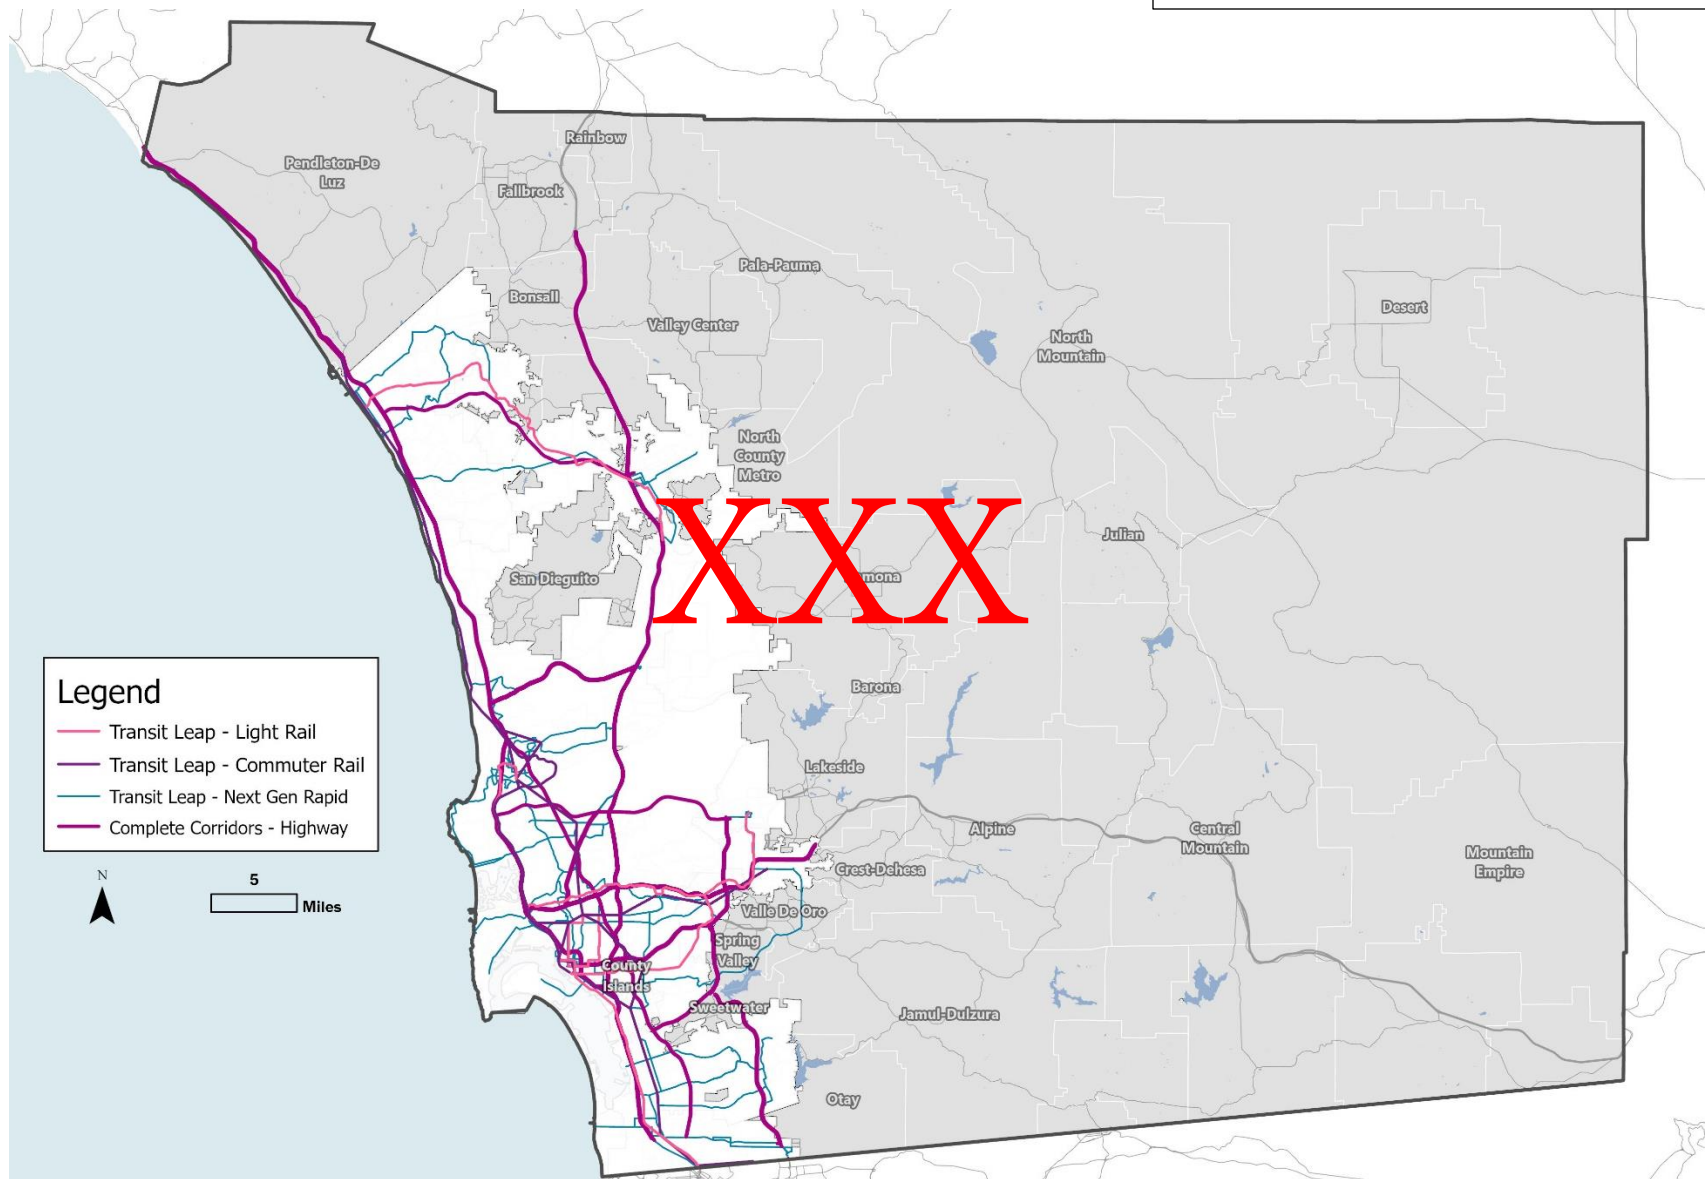 Rainbow
Pendleton-De
Luz
Fallbrook
Pala-Pauma
Bonsall
Desert
Valley Center
North
Mountain
North
County
Metro
XXX
Julian
San Dieguito
Barona
Legend
Transit Leap - Light Rail
Transit Leap - Commuter Rail
Transit Leap - Next Gen Rapid
Complete Corridors - Highway
Lakeside
Alpine
Central
Mountain
Mountain
Empire
Crest-Dehesa
N
5
Miles
Valle De Oro
Spring
Valley
County
Islands
Sweetwater
Jamul-Dulzura
Otay